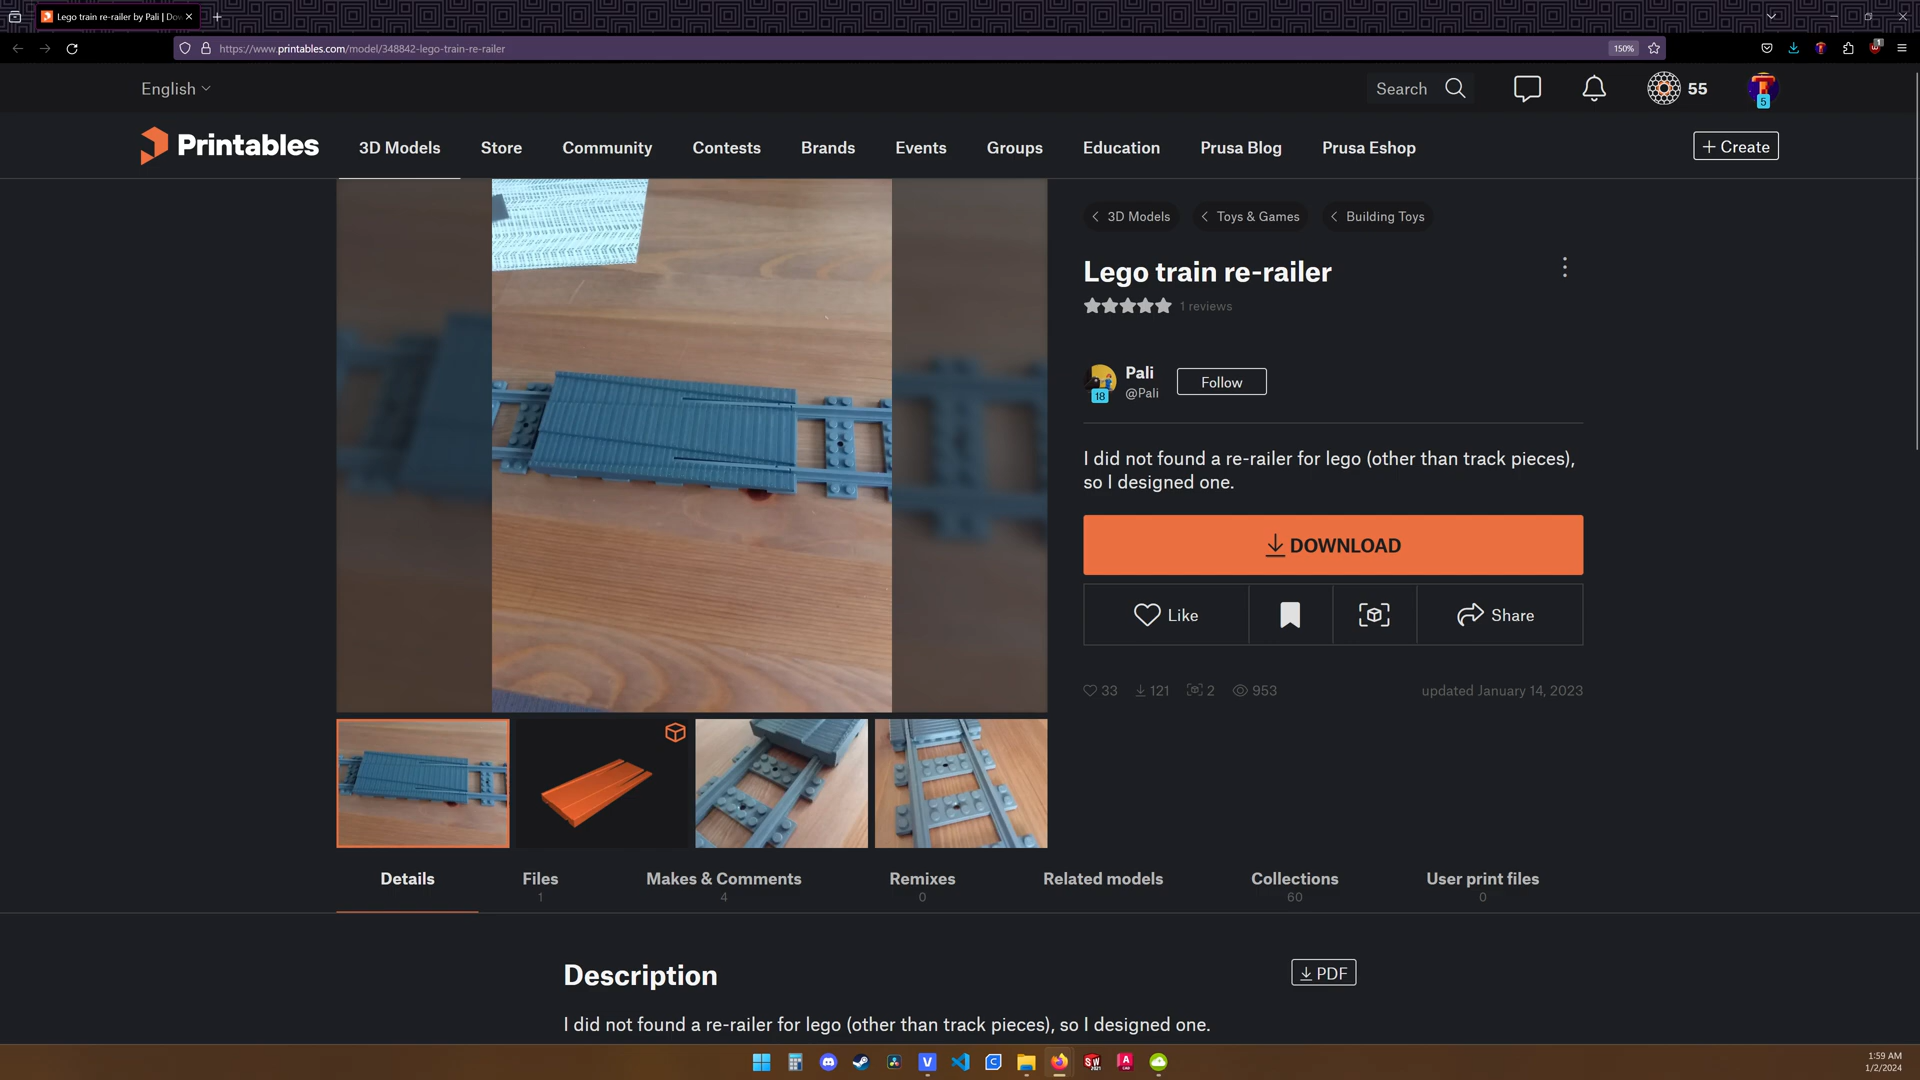 Lego train re-railer by Pali | Dow
https://www.printables.com/model/348842-lego-train-re-railer
150%
1
English
Search
55
5
Printables
3D Models
Store
Community
Contests
Brands
Events
Groups
Education
Prusa Blog
Prusa Eshop
+ Create
3D Models
Toys & Games
Building Toys
Lego train re-railer
1 reviews
Pali
@Pali
18
Follow
I did not found a re-railer for lego (other than track pieces),
so I designed one.
DOWNLOAD
Like
Share
33
121
2
953
updated January 14, 2023
Details
Files
1
Makes & Comments
4
Remixes
0
Related models
Collections
60
User print files
0
Description
PDF
I did not found a re-railer for lego (other than track pieces), so I designed one.
1:59 AM
1/2/2024